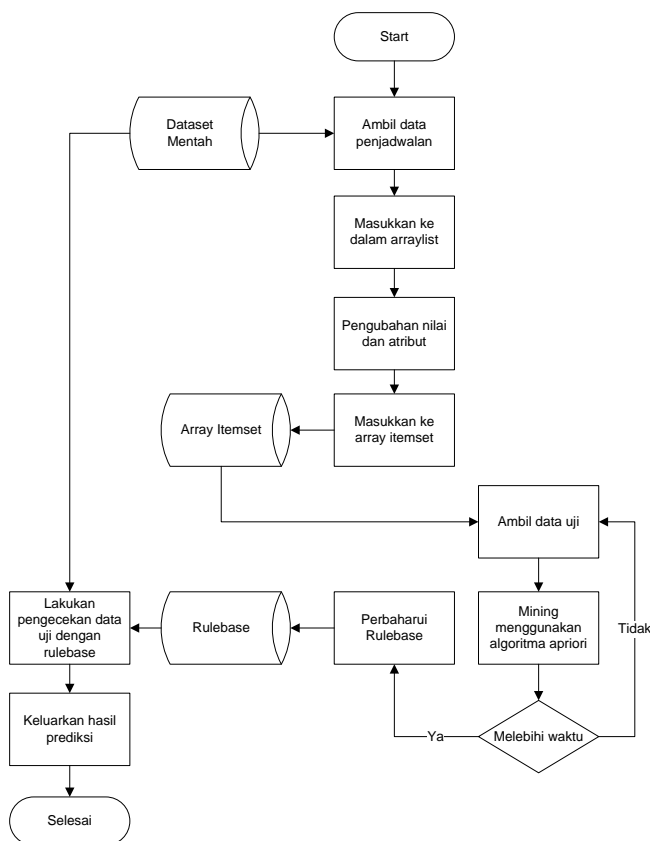 Start
Dataset
Mentah
Ambil data
penjadwalan
Masukkan ke
dalam arraylist
Pengubahan nilai
dan atribut
Array Itemset
Masukkan ke
array itemset
Ambil data uji
Lakukan
pengecekan data
uji dengan
rulebase
Rulebase
Perbaharui
Rulebase
Mining
menggunakan
algoritma apriori
Tidak
Keluarkan hasil
prediksi
Ya
Melebihi waktu
Selesai